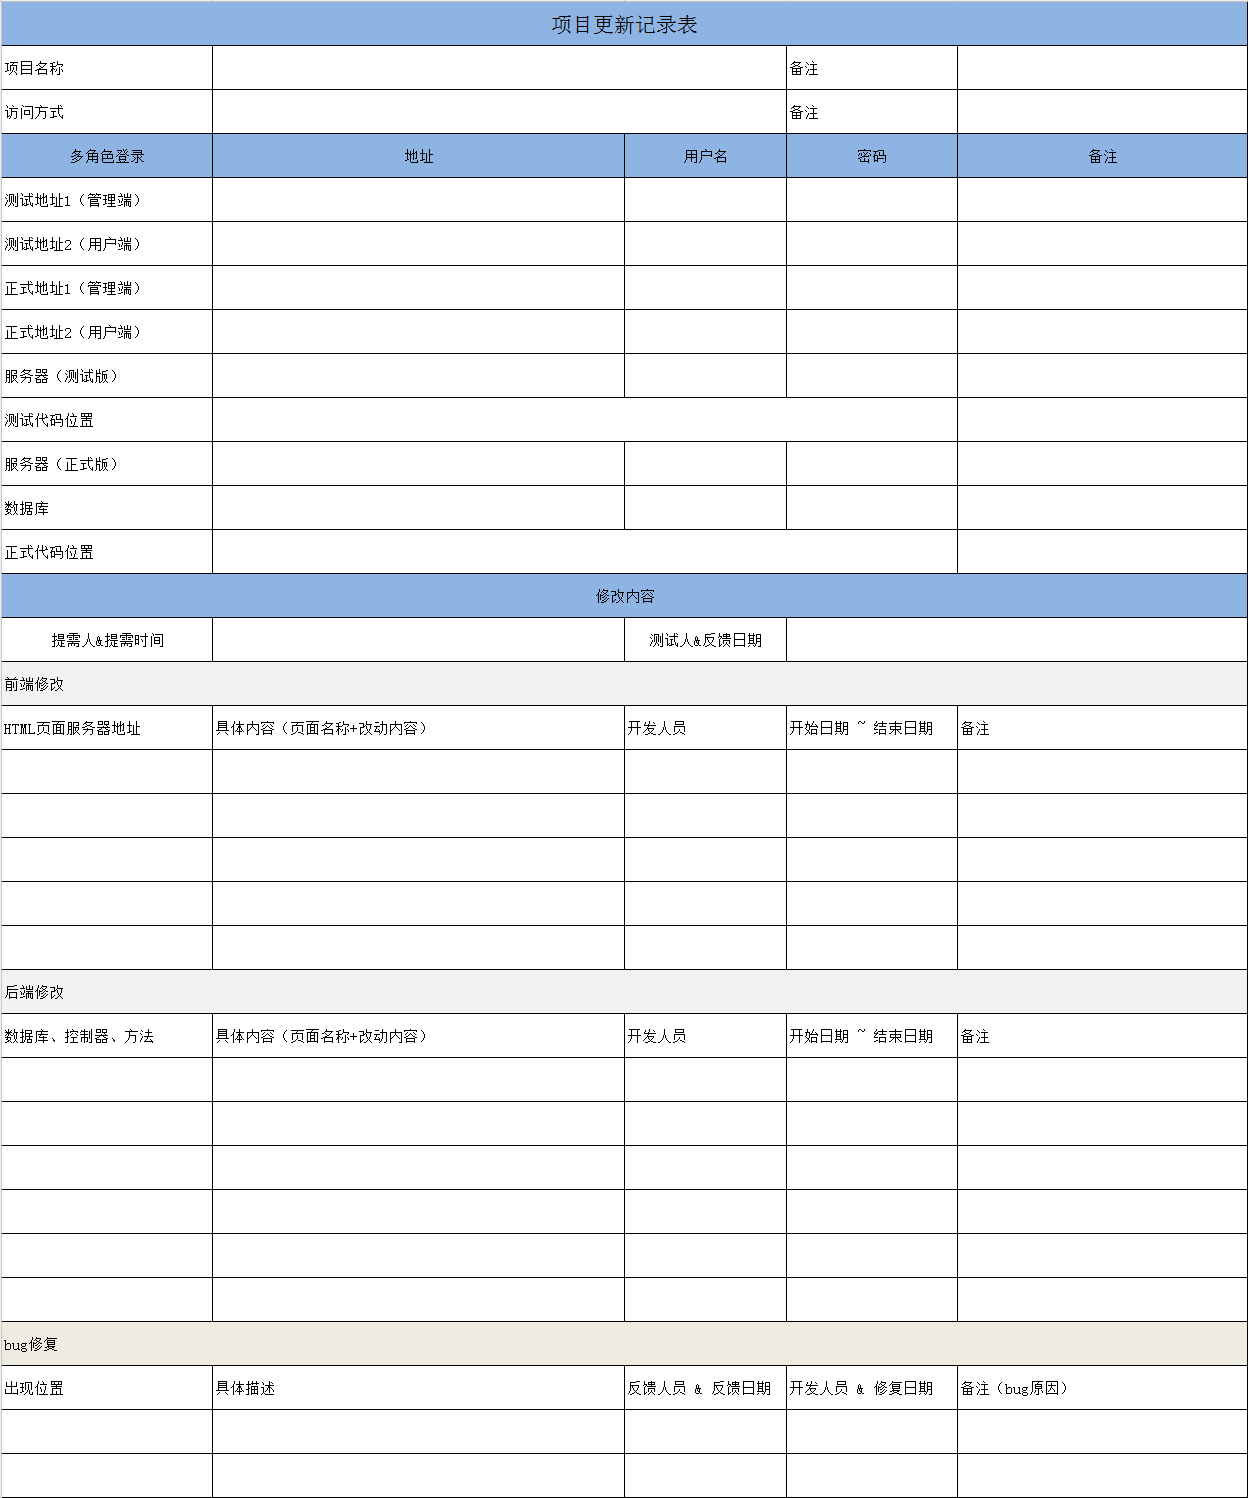 项目更新记录表
项目名称 备注
访问方式 备注
多角色登录 地址 用户名 密码 备注
测试地址1（管理端）
测试地址2（用户端）
正式地址1（管理端）
正式地址2（用户端）
服务器（测试版）
测试代码位置
服务器（正式版）
数据库
正式代码位置
修改内容
提需人&提需时间 测试人&反馈日期
前端修改
HTML页面服务器地址 具体内容（页面名称+改动内容） 开发人员 开始日期 ~ 结束日期 备注
后端修改
数据库、控制器、方法 具体内容（页面名称+改动内容） 开发人员 开始日期 ~ 结束日期 备注
bug修复
出现位置 具体描述 反馈人员 & 反馈日期 开发人员 & 修复日期 备注（bug原因）